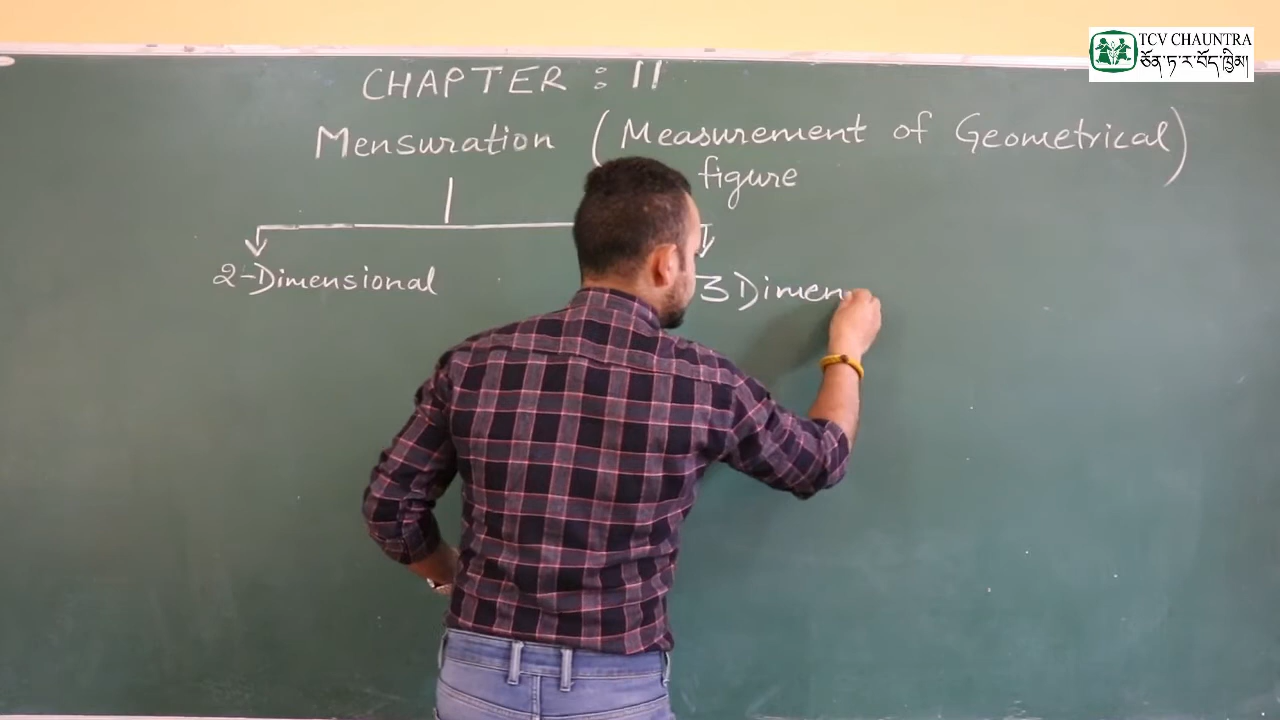 TCV CHAUNTRA
ཅོན་ཏ་ར་བོད་ཁྱིམ།
CHAPTER : 11
Mensuration (Measurement of Geometrical)
figure
2-Dimensional
3 Dimen